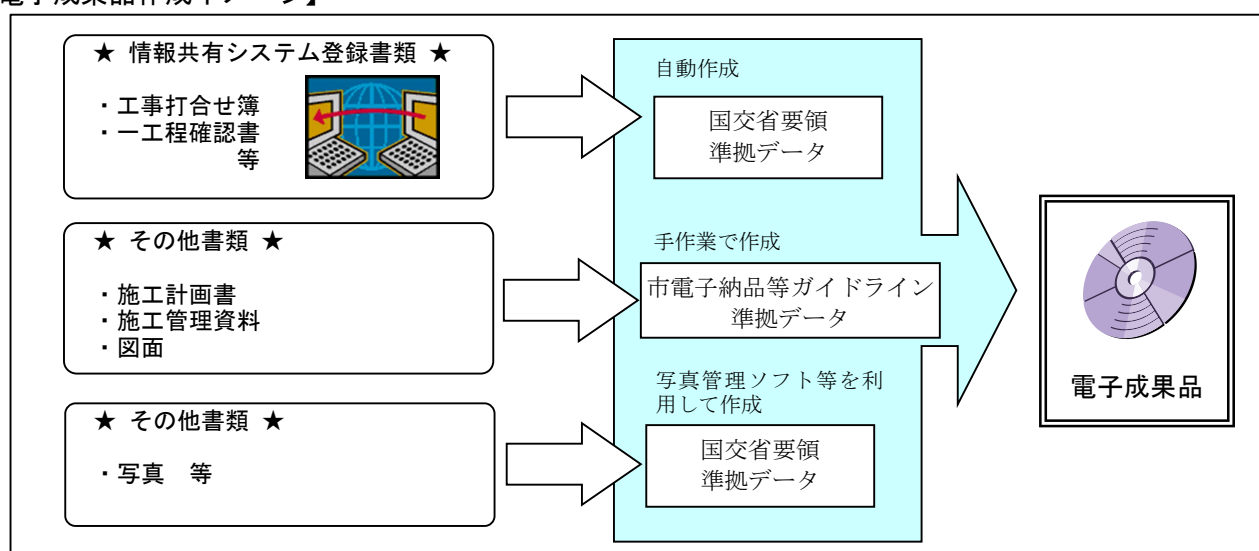 電子成果品作成イメージ】
★ 情報共有システム登録書類 ★
・工事打合せ簿
・一工程確認書
等
自動作成
国交省要領
準拠データ
★ その他書類 ★
・施工計画書
・施工管理資料
・図面
手作業で作成
市電子納品等ガイドライン
準拠データ
★ その他書類 ★
・写真 等
写真管理ソフト等を利
用して作成
国交省要領
準拠データ
電子成果品